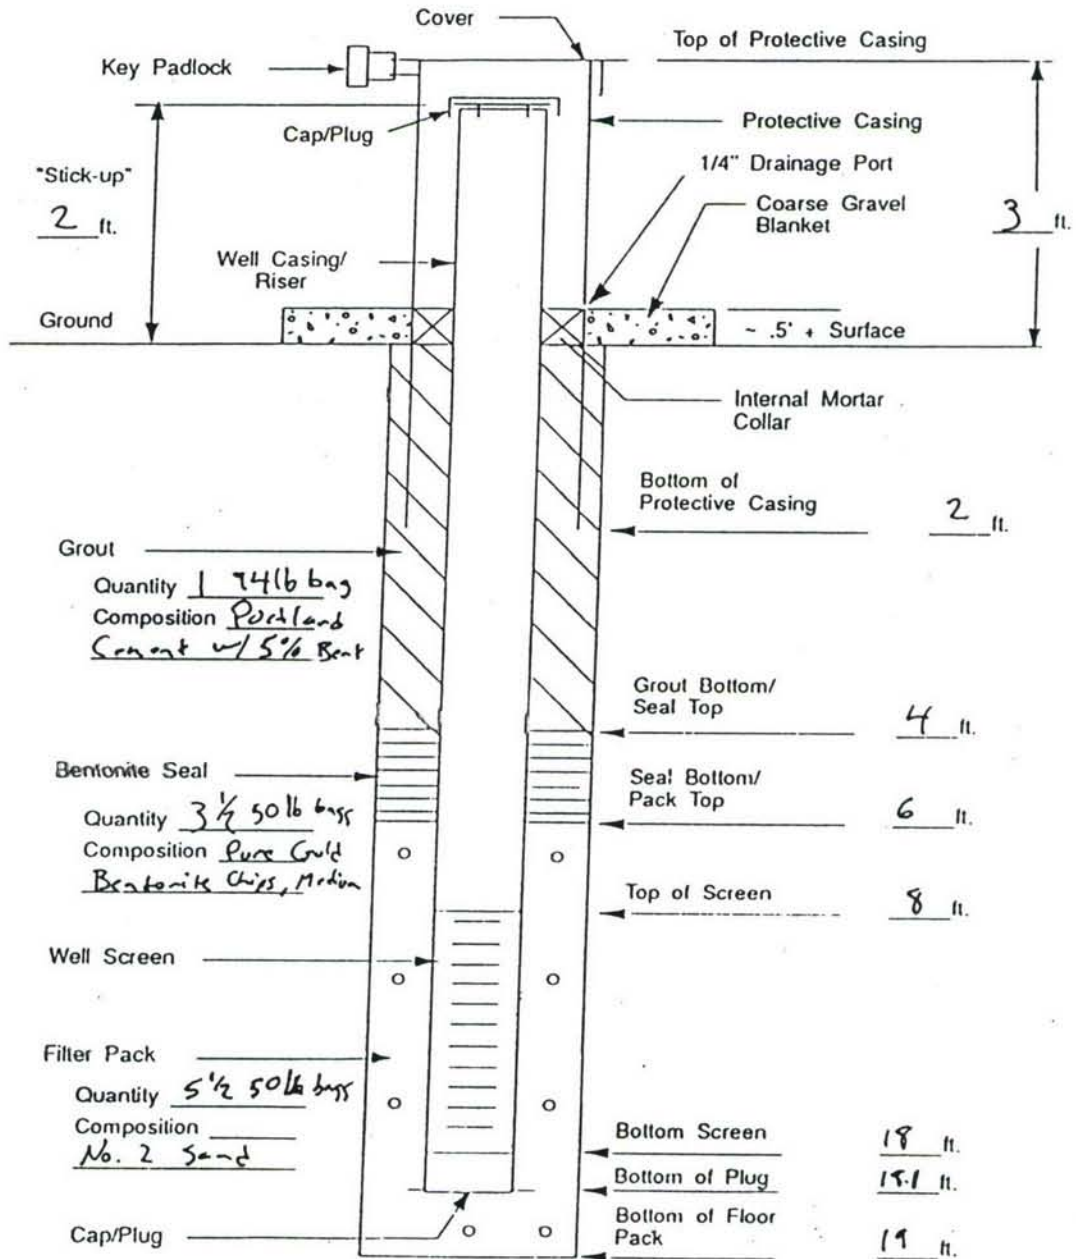 Cover
Top of Protective Casing
Key Padlock
Cap/Plug
Protective Casing
"Stick-up"
2 ft.
1/4" Drainage Port
Coarse Gravel
Blanket
3 ft.
Well Casing/
Riser
Ground
~ .5' + Surface
Internal Mortar
Collar
Bottom of
Protective Casing
2 ft.
Grout
Quantity 1 94lb bag
Composition Portland
Cement w/ 5% Bent
Grout Bottom/
Seal Top
4 ft.
Bentonite Seal
Quantity 3 1/2 50 lb bags
Composition Pure Gold
Bentonite Chips, Medium
Seal Bottom/
Pack Top
6 ft.
Top of Screen
8 ft.
Well Screen
Filter Pack
Quantity 5 1/2 50 lb bags
Composition
No. 2 Sand
Bottom Screen
18 ft.
Bottom of Plug
18.1 ft.
Bottom of Floor
Pack
19 ft.
Cap/Plug